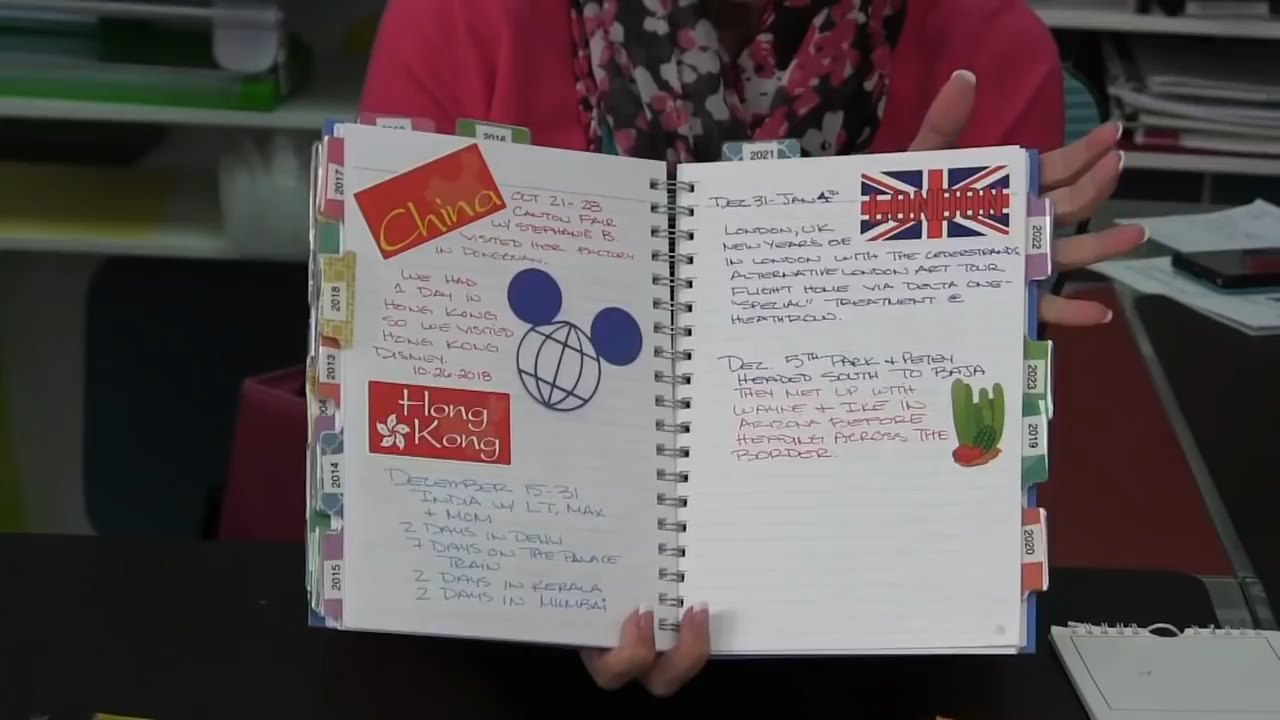 2016
2021
2017
2018
2013
2014
2015
2022
2023
2019
2020
China
OCT 21-28
CANTON FAIR
W/ STEPHANIE B.
VISITED HER FACTORY
IN DONGGUAN.
WE HAD
1 DAY IN
HONG KONG
SO WE VISITED
HONG KONG
DISNEY.
10.26.2018
Hong
Kong
DECEMBER 15-31
INDIA W/ LT, MAX
+ MOM
2 DAYS IN DEHLI
7 DAYS ON THE PALACE
TRAIN
2 DAYS IN KERALA
2 DAYS IN MUMBAI
DEC 31-JAN 4TH
LONDON
LONDON, UK
NEW YEARS OF
IN LONDON WITH THE CEDERSTRANDS
ALTERNATIVE LONDON ART TOUR
FLIGHT HOME VIA DELTA ONE-
"SPECIAL" TREATMENT @
HEATHROW.
DEC. 5TH PARK + PETEY
HEADED SOUTH TO BAJA
THEY MET UP WITH
WAYNE + IKE IN
ARIZONA BEFORE
HEADING ACROSS THE
BORDER.